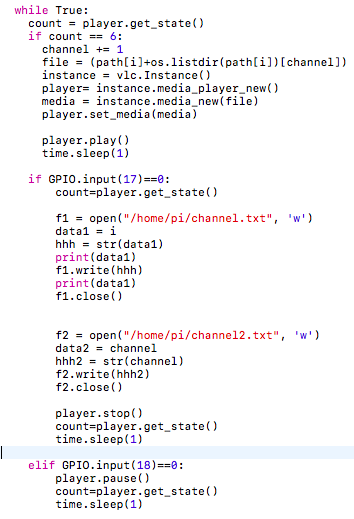 while True:
  count = player.get_state()
  if count == 6:
    channel += 1
    file = (path[i]+os.listdir(path[i])[channel])
    instance = vlc.Instance()
    player= instance.media_player_new()
    media = instance.media_new(file)
    player.set_media(media)

    player.play()
    time.sleep(1)

  if GPIO.input(17)==0:
      count=player.get_state()

      f1 = open("/home/pi/channel.txt", 'w')
      data1 = i
      hhh = str(data1)
      print(data1)
      f1.write(hhh)
      print(data1)
      f1.close()


      f2 = open("/home/pi/channel2.txt", 'w')
      data2 = channel
      hhh2 = str(channel)
      f2.write(hhh2)
      f2.close()

      player.stop()
      count=player.get_state()
      time.sleep(1)

  elif GPIO.input(18)==0:
      player.pause()
      count=player.get_state()
      time.sleep(1)